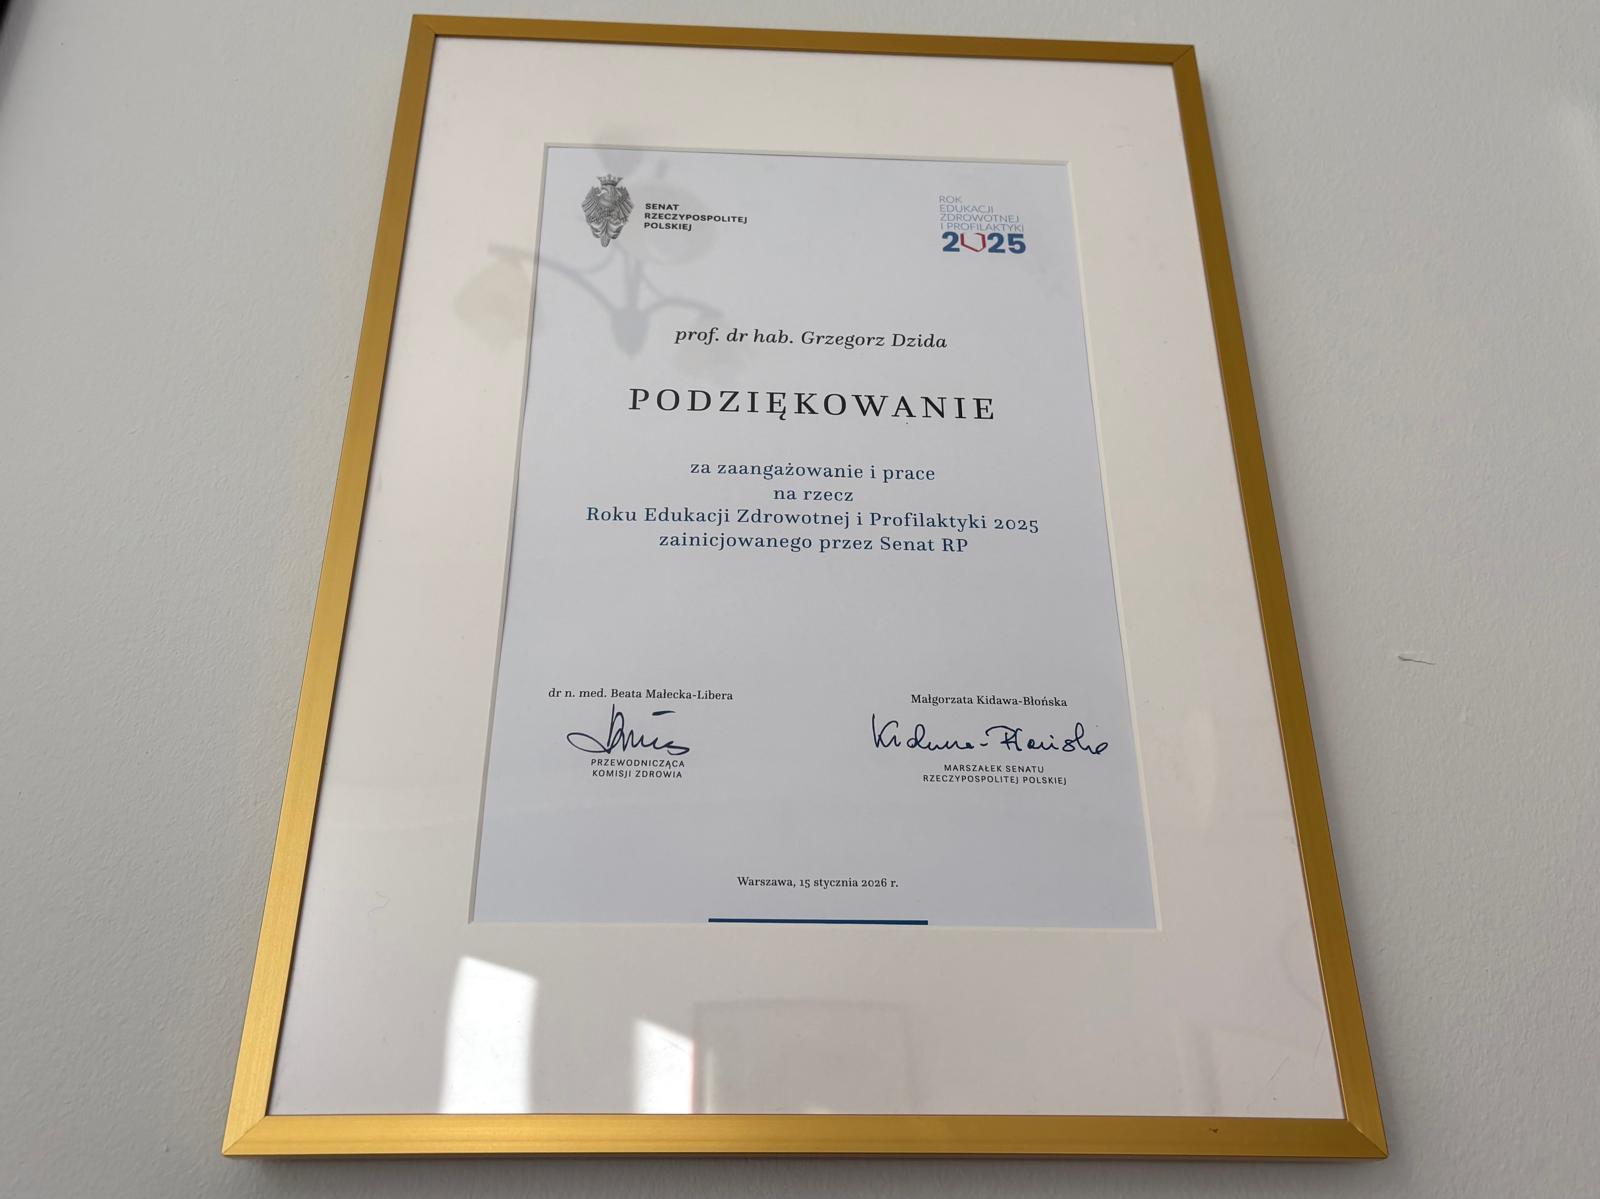 SENAT
RZECZYPOSPOLITEJ
POLSKIEJ
ROK
EDUKACJI
ZDROWOTNEJ
I PROFILAKTYKI
2025
prof. dr hab. Grzegorz Dzida
PODZIĘKOWANIE
za zaangażowanie i prace
na rzecz
Roku Edukacji Zdrowotnej i Profilaktyki 2025
zainicjowanego przez Senat RP
dr n. med. Beata Małecka-Libera
PRZEWODNICZĄCA
KOMISJI ZDROWIA
Małgorzata Kidawa-Błońska
Kidawa-Błońska
MARSZAŁEK SENATU
RZECZYPOSPOLITEJ POLSKIEJ
Warszawa, 15 stycznia 2026 r.